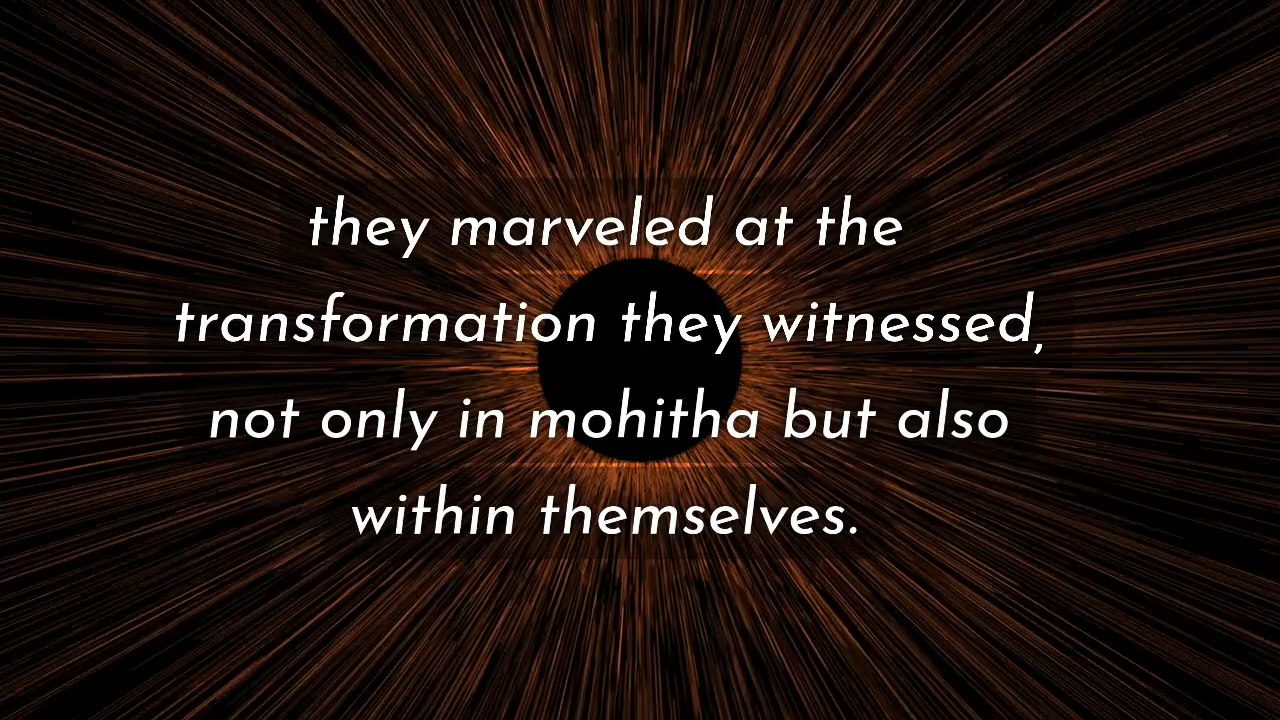 they marveled at the
transformation they witnessed,
not only in mohitha but also
within themselves.